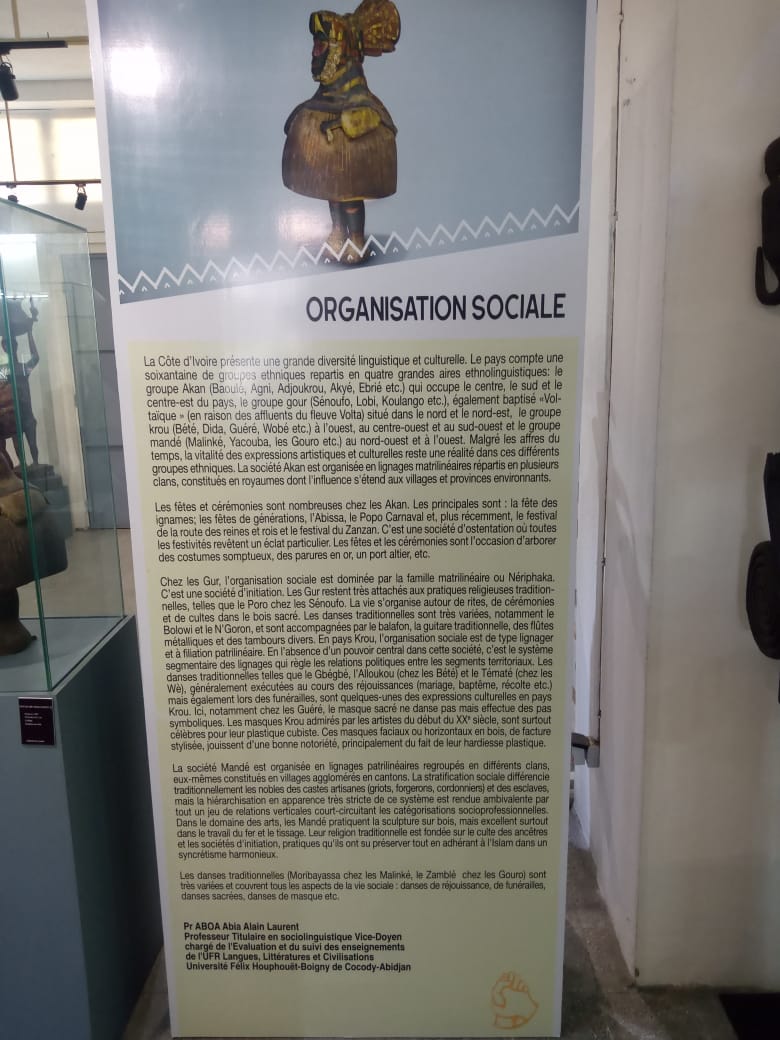 ORGANISATION SOCIALE
La Côte d'Ivoire présente une grande diversité linguistique et culturelle. Le pays compte une
soixantaine de groupes ethniques repartis en quatre grandes aires ethnolinguistiques: le
groupe Akan (Baoulé, Agni, Adjoukrou, Akyé, Ebrié etc.) qui occupe le centre, le sud et le
centre-est du pays, le groupe gour (Sénoufo, Lobi, Koulango etc.), également baptisé «Vol-
taïque » (en raison des affluents du fleuve Volta) situé dans le nord et le nord-est, le groupe
krou (Bété, Dida, Guéré, Wobé etc.) à l'ouest, au centre-ouest et au sud-ouest et le groupe
mandé (Malinké, Yacouba, les Gouro etc.) au nord-ouest et à l'ouest. Malgré les affres du
temps, la vitalité des expressions artistiques et culturelles reste une réalité dans ces différents
groupes ethniques. La société Akan est organisée en lignages matrilinéaires répartis en plusieurs
clans, constitués en royaumes dont l'influence s'étend aux villages et provinces environnants.
Les fêtes et cérémonies sont nombreuses chez les Akan. Les principales sont : la fête des
ignames; les fêtes de générations, l'Abissa, le Popo Carnaval et, plus récemment, le festival
de la route des reines et rois et le festival du Zanzan. C'est une société d'ostentation où toutes
les festivités revêtent un éclat particulier. Les fêtes et les cérémonies sont l'occasion d'arborer
des costumes somptueux, des parures en or, un port altier, etc.
Chez les Gur, l'organisation sociale est dominée par la famille matrilinéaire ou Nériphaka.
C'est une société d'initiation. Les Gur restent très attachés aux pratiques religieuses tradition-
nelles, telles que le Poro chez les Sénoufo. La vie s'organise autour de rites, de cérémonies
et de cultes dans le bois sacré. Les danses traditionnelles sont très variées, notamment le
Bolowi et le N'Goron, et sont accompagnées par le balafon, la guitare traditionnelle, des flûtes
métalliques et des tambours divers. En pays Krou, l'organisation sociale est de type lignager
et à filiation patrilinéaire. En l'absence d'un pouvoir central dans cette société, c'est le système
segmentaire des lignages qui règle les relations politiques entre les segments territoriaux. Les
danses traditionnelles telles que le Gbégbé, l'Alloukou (chez les Bété) et le Tématé (chez les
Wè), généralement exécutées au cours des réjouissances (mariage, baptême, récolte etc.)
mais également lors des funérailles, sont quelques-unes des expressions culturelles en pays
Krou. Ici, notamment chez les Guéré, le masque sacré ne danse pas mais effectue des pas
symboliques. Les masques Krou admirés par les artistes du début du XXᵉ siècle, sont surtout
célèbres pour leur plastique cubiste. Ces masques faciaux ou horizontaux en bois, de facture
stylisée, jouissent d'une bonne notoriété, principalement du fait de leur hardiesse plastique.
La société Mandé est organisée en lignages patrilinéaires regroupés en différents clans,
eux-mêmes constitués en villages agglomérés en cantons. La stratification sociale différencie
traditionnellement les nobles des castes artisanes (griots, forgerons, cordonniers) et des esclaves,
mais la hiérarchisation en apparence très stricte de ce système est rendue ambivalente par
tout un jeu de relations verticales court-circuitant les catégorisations socioprofessionnelles.
Dans le domaine des arts, les Mandé pratiquent la sculpture sur bois, mais excellent surtout
dans le travail du fer et le tissage. Leur religion traditionnelle est fondée sur le culte des ancêtres
et les sociétés d'initiation, pratiques qu'ils ont su préserver tout en adhérant à l'Islam dans un
syncrétisme harmonieux.
Les danses traditionnelles (Moribayassa chez les Malinké, le Zamblé chez les Gouro) sont
très variées et couvrent tous les aspects de la vie sociale : danses de réjouissance, de funérailles,
danses sacrées, danses de masque etc.
Pr ABOA Abia Alain Laurent
Professeur Titulaire en sociolinguistique Vice-Doyen
chargé de l'Evaluation et du suivi des enseignements
de l'UFR Langues, Littératures et Civilisations
Université Félix Houphouët-Boigny de Cocody-Abidjan